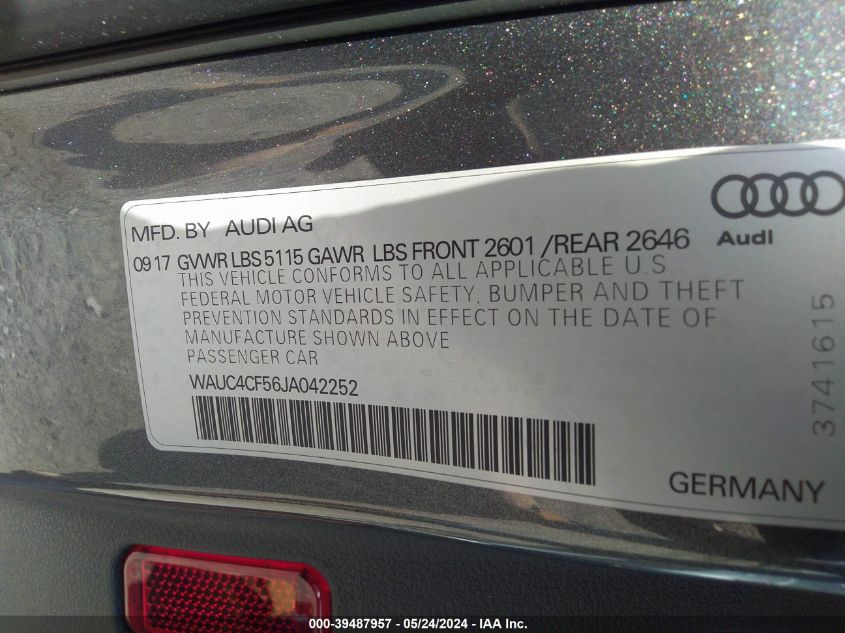 MFD. BY AUDI AG
Audi
09 17 GVWR LBS 5115 GAWR LBS FRONT 2601 /REAR 2646
THIS VEHICLE CONFORMS TO ALL APPLICABLE U.S.
FEDERAL MOTOR VEHICLE SAFETY, BUMPER AND THEFT
PREVENTION STANDARDS IN EFFECT ON THE DATE OF
MANUFACTURE SHOWN ABOVE
PASSENGER CAR
WAUC4CF56JA042252
3741615
GERMANY
000-39487957 - 05/24/2024 - IAA Inc.